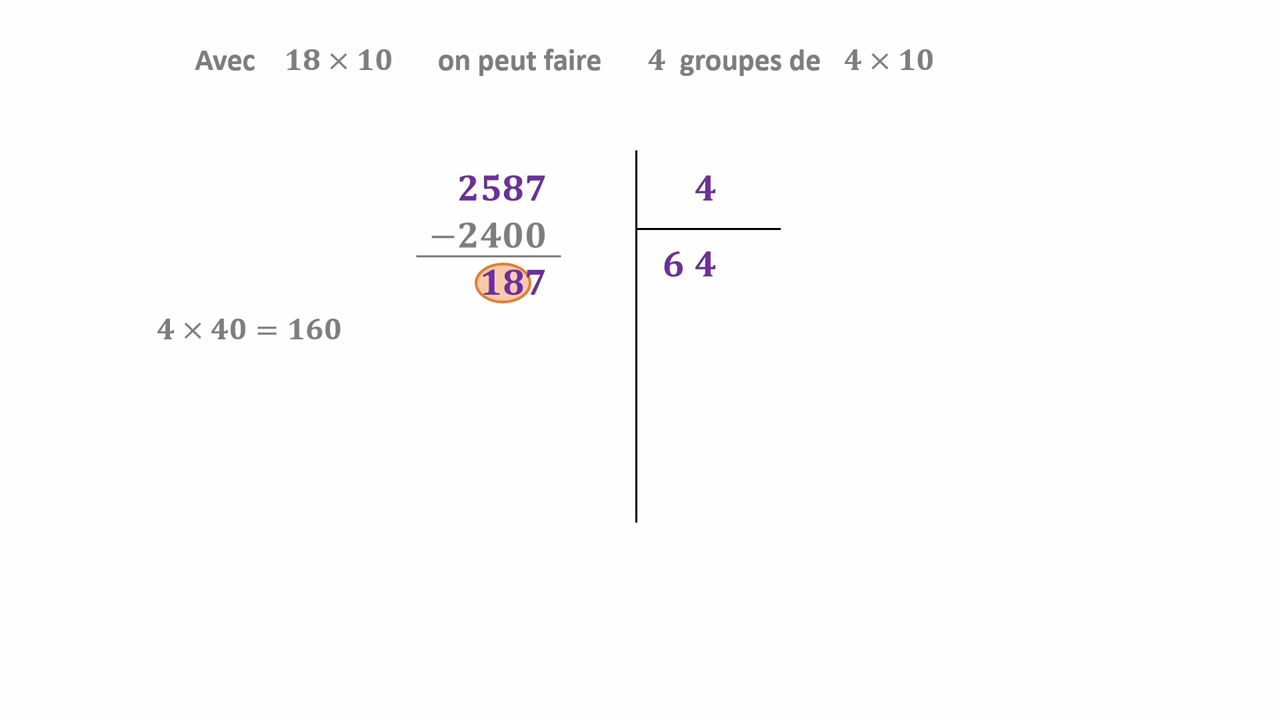 Avec 18 × 10 on peut faire 4 groupes de 4 × 10
2587 4
−2400
6 4
187
4 × 40 = 160